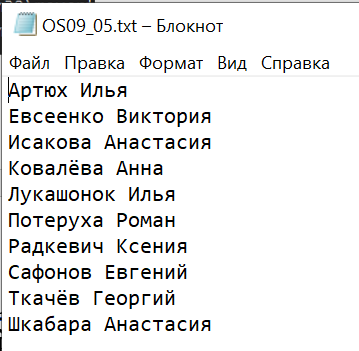 OS09_05.txt – Блокнот
Файл Правка Формат Вид Справка
Артюх Илья
Евсеенко Виктория
Исакова Анастасия
Ковалёва Анна
Лукашонок Илья
Потеруха Роман
Радкевич Ксения
Сафонов Евгений
Ткачёв Георгий
Шкабара Анастасия